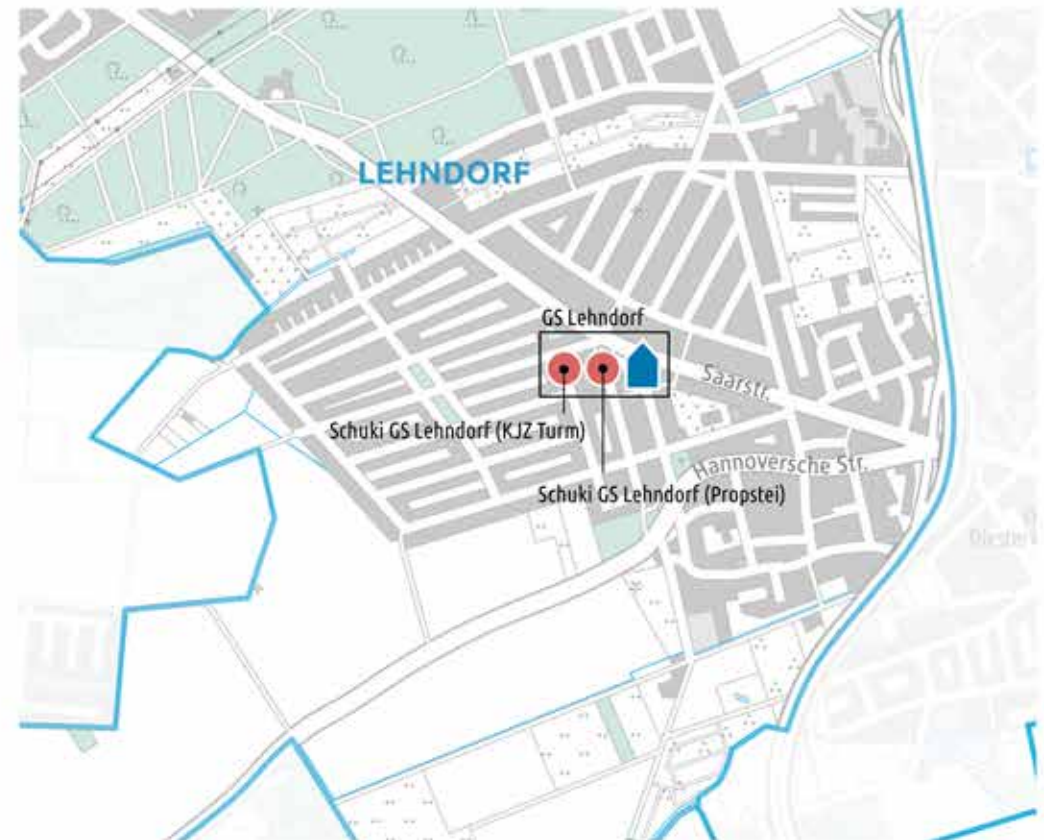 LEHNDORF
GS Lehndorf
Saarstr.
Schuki GS Lehndorf (KJZ Turm)
Hannoversche Str.
Schuki GS Lehndorf (Propstei)